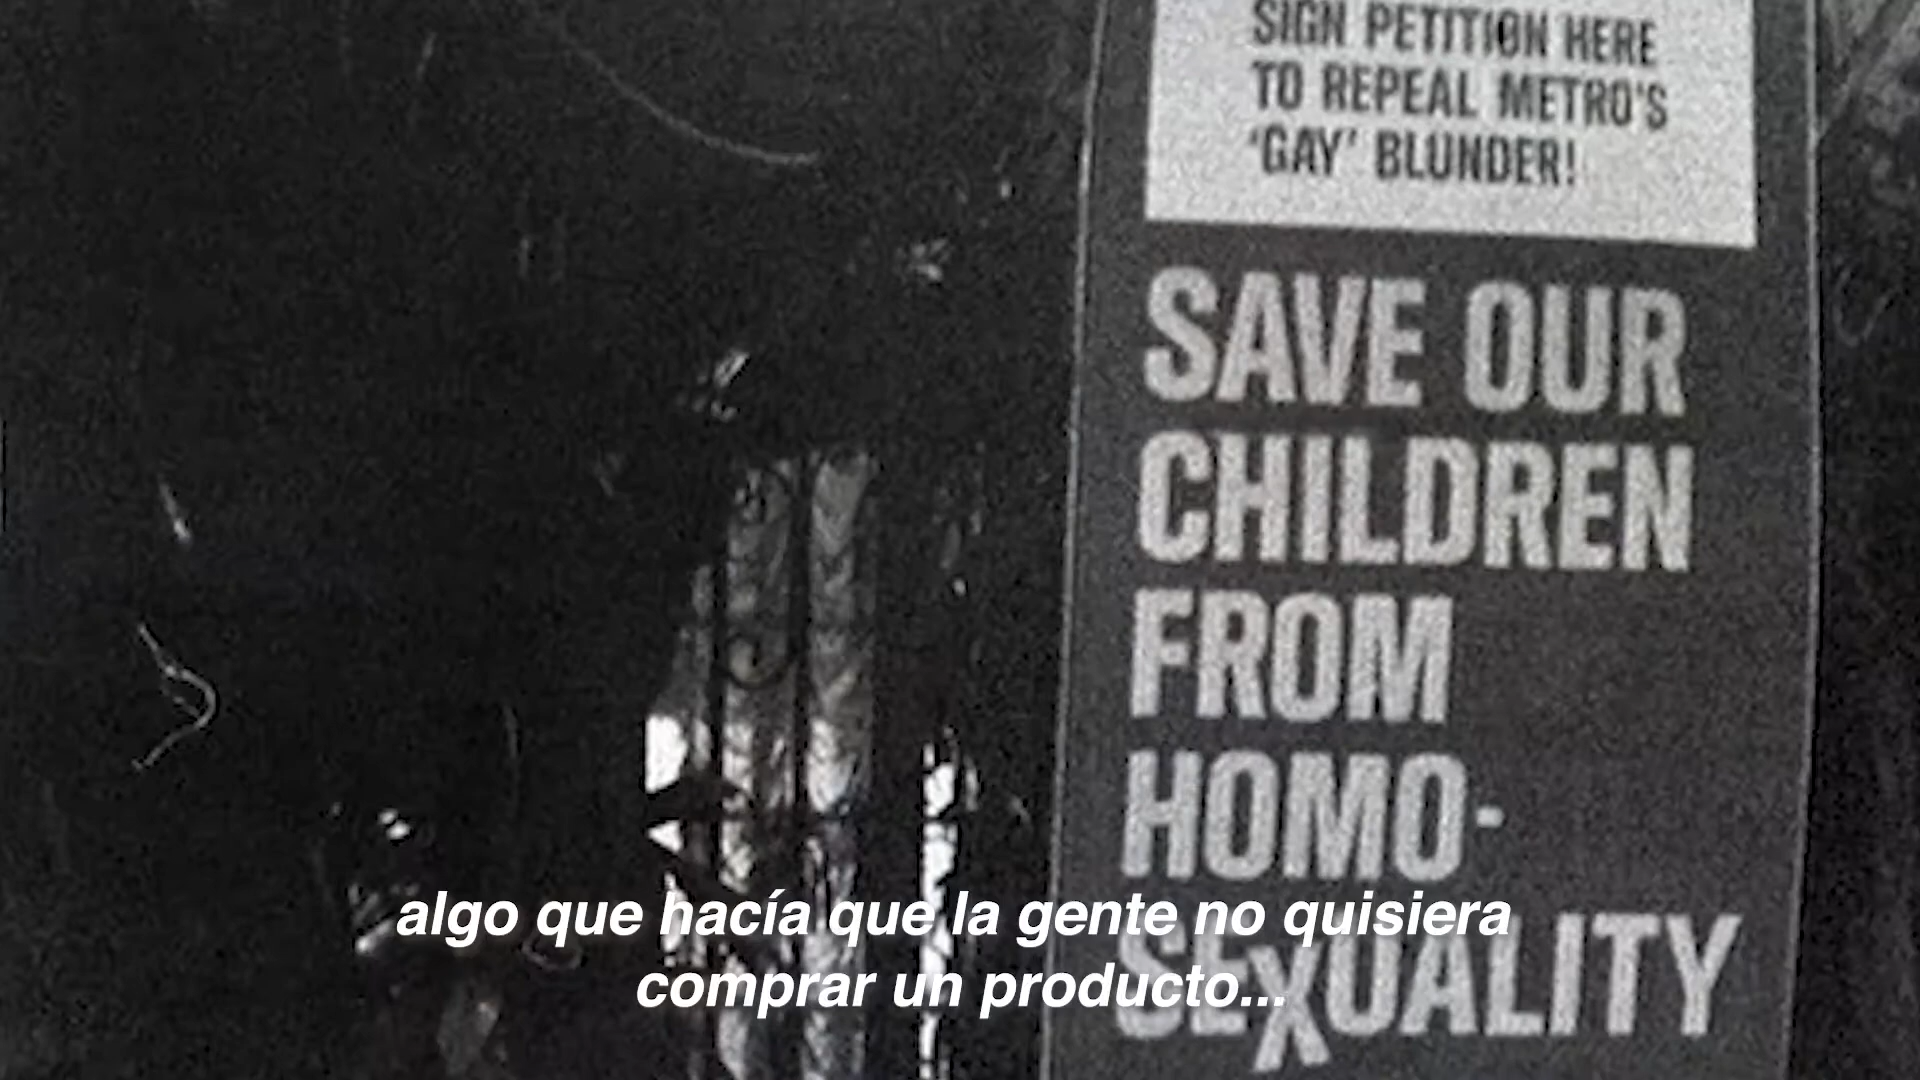 SIGN PETITION HERE
TO REPEAL METRO'S
'GAY' BLUNDER!
SAVE OUR
CHILDREN
FROM
HOMO-
SEXUALITY
algo que hacía que la gente no quisiera
comprar un producto...